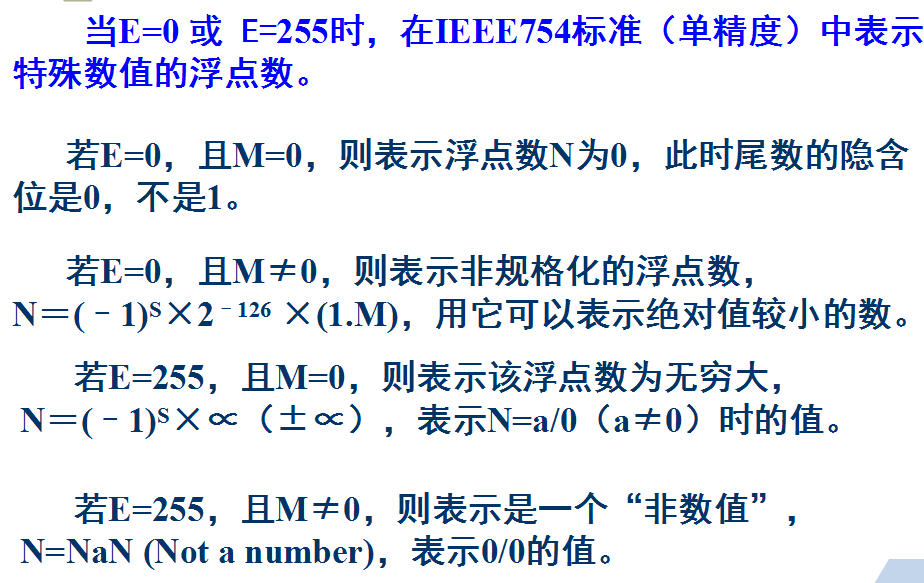 当E=0 或 E=255时，在IEEE754标准（单精度）中表示
特殊数值的浮点数。
若E=0，且M=0，则表示浮点数N为0，此时尾数的隐含
位是0，不是1。
若E=0，且M≠0，则表示非规格化的浮点数，
N＝(－1)ˢ×2⁻¹²⁶ ×(1.M)，用它可以表示绝对值较小的数。
若E=255，且M=0，则表示该浮点数为无穷大，
N＝(－1)ˢ×∝（±∝），表示N=a/0（a≠0）时的值。
若E=255，且M≠0，则表示是一个“非数值”，
N=NaN (Not a number)，表示0/0的值。